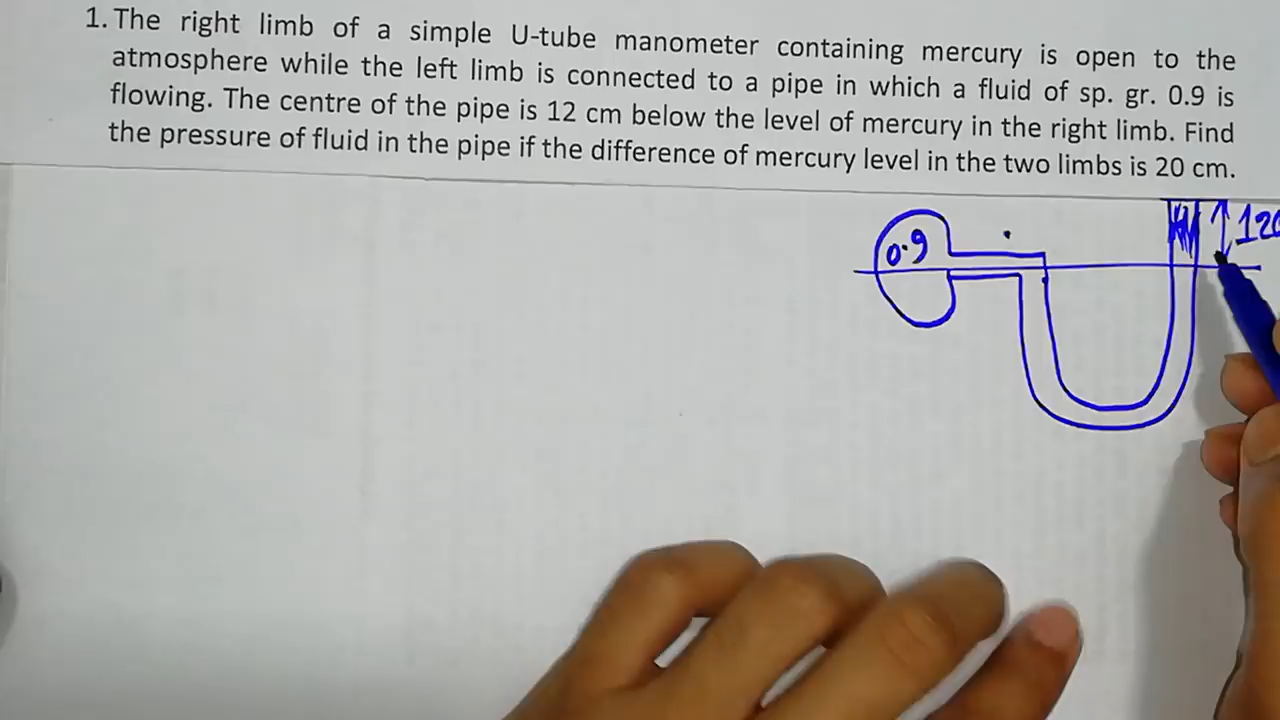 1. The right limb of a simple U-tube manometer containing mercury is open to the
atmosphere while the left limb is connected to a pipe in which a fluid of sp. gr. 0.9 is
flowing. The centre of the pipe is 12 cm below the level of mercury in the right limb. Find
the pressure of fluid in the pipe if the difference of mercury level in the two limbs is 20 cm.
0.9